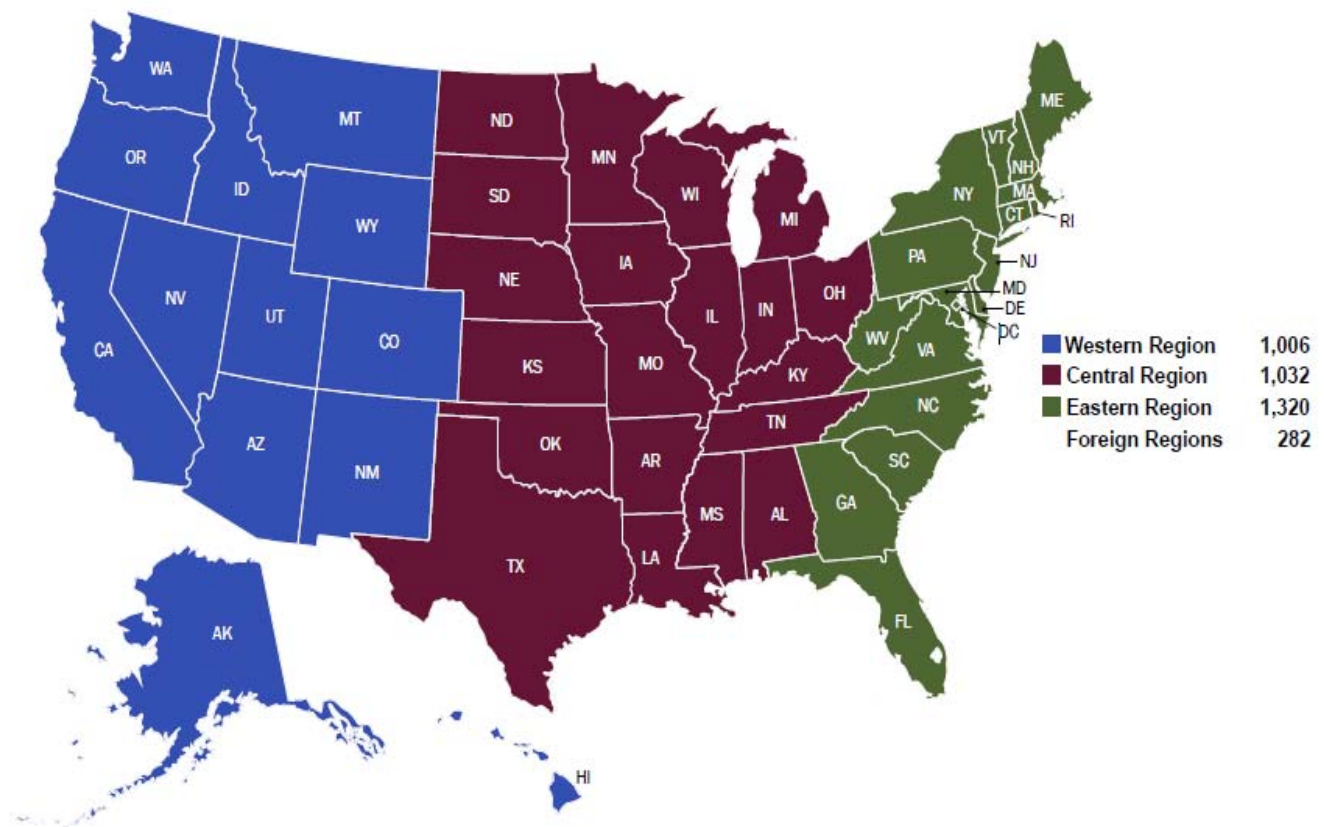 WA
MT
ND
MN
ME
VT
NH
OR
ID
SD
WI
MI
NY
MA
CT
RI
WY
IA
PA
NJ
NE
OH
MD
DE
DC
NV
UT
CO
IL
IN
WV
VA
CA
KS
MO
KY
NC
TN
AZ
NM
OK
AR
SC
MS
AL
GA
TX
LA
FL
AK
HI
Western Region 1,006
Central Region 1,032
Eastern Region 1,320
Foreign Regions 282